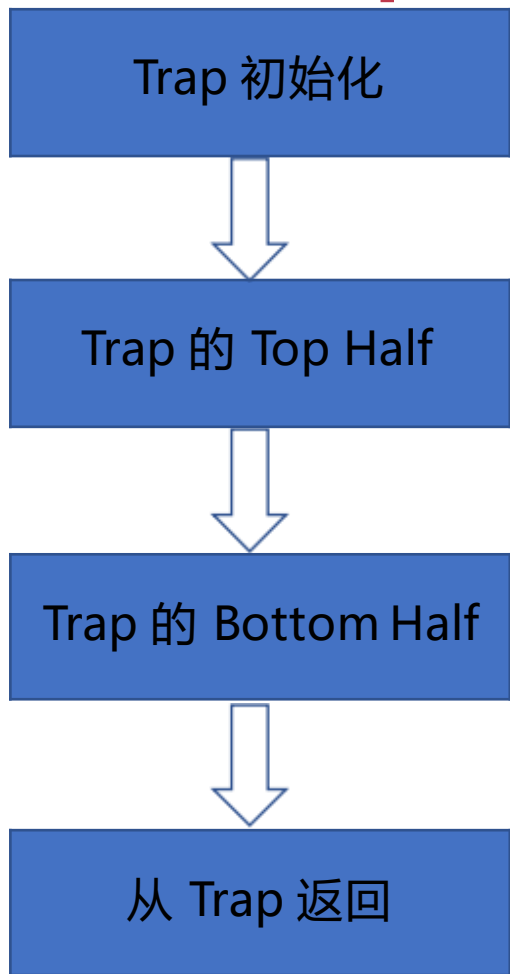 Trap 初始化
Trap 的 Top Half
Trap 的 Bottom Half
从 Trap 返回